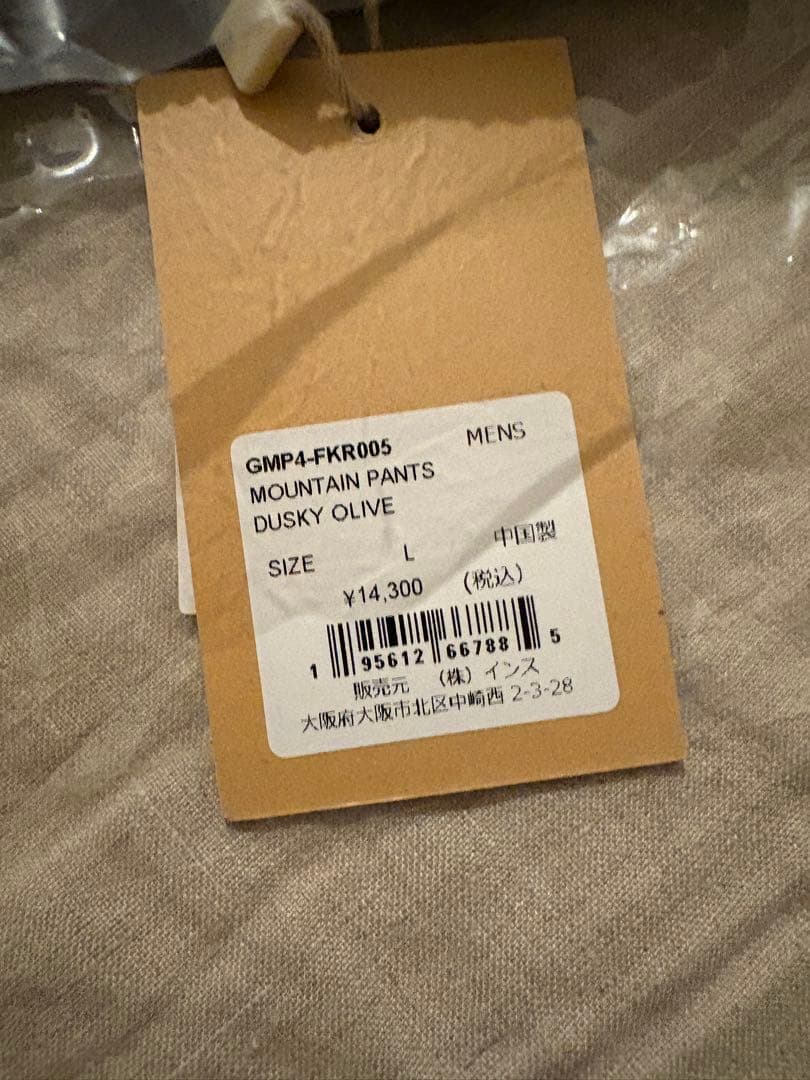 GMP4-FKR005 MENS
MOUNTAIN PANTS
DUSKY OLIVE
SIZE L 中国製
¥14,300 (税込)
1 95612 66788 5
販売元 (株) インス
大阪府大阪市北区中崎西 2-3-28